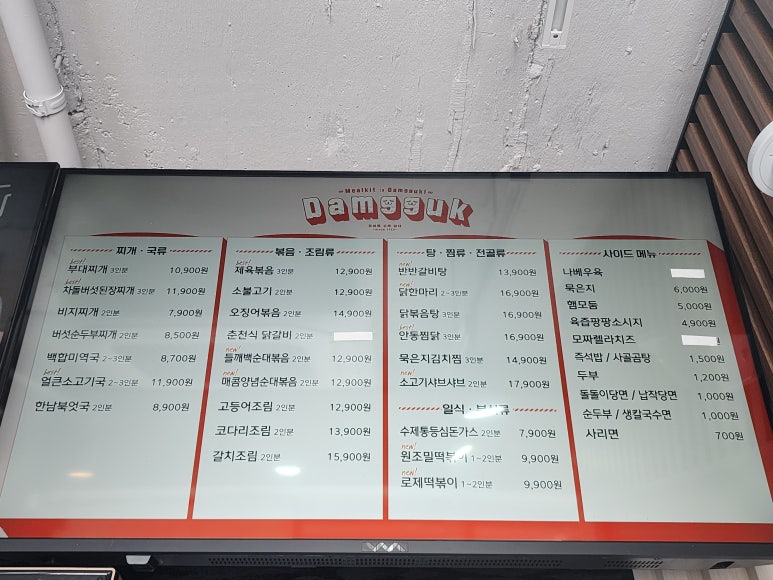 Mealkit is Damgguk!
Damgguk
찌개 · 국류
best!
부대찌개 3인분 10,900원
best!
차돌버섯된장찌개 3인분 11,900원
비지찌개 2인분 7,900원
버섯순두부찌개 2인분 8,500원
백합미역국 2~3인분 8,700원
best!
얼큰소고기국 2~3인분 11,900원
한남북엇국 2인분 8,900원
볶음 · 조림류
best!
제육볶음 3인분 12,900원
소불고기 2인분 12,900원
오징어볶음 2인분 14,900원
춘천식 닭갈비 2인분
new!
들깨백순대볶음 2인분 12,900원
new!
매콤양념순대볶음 2인분 12,900원
고등어조림 2인분 12,900원
코다리조림 2인분 13,900원
갈치조림 2인분 15,900원
탕 · 찜류 · 전골류
new!
반반갈비탕 13,900원
new!
닭한마리 2~3인분 16,900원
닭볶음탕 3인분 16,900원
best!
안동찜닭 3인분 16,900원
묵은지김치찜 3인분 14,900원
new!
소고기샤브샤브 2인분 17,900원
일식 · 분식류
수제통등심돈가스 2인분 7,900원
new!
원조밀떡볶이 1~2인분 9,900원
new!
로제떡볶이 1~2인분 9,900원
사이드 메뉴
나베우육
묵은지 6,000원
햄모둠 5,000원
육즙팡팡소시지 4,900원
모짜렐라치즈 원
즉석밥 / 사골곰탕 1,500원
두부 1,200원
돌돌이당면 / 납작당면 1,000원
순두부 / 생칼국수면 1,000원
사리면 700원